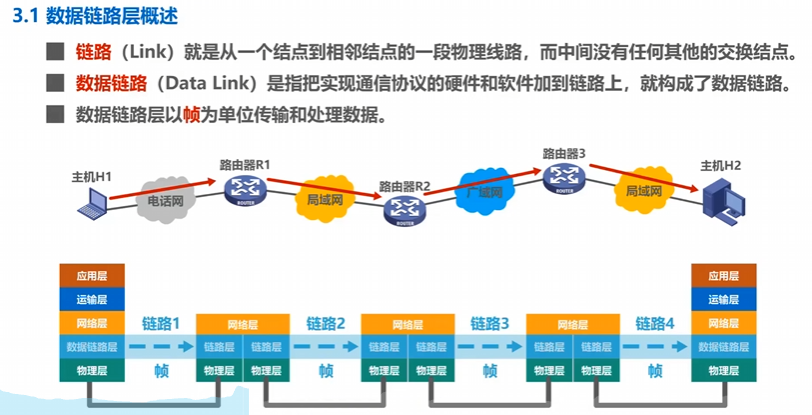 3.1 数据链路层概述
链路（Link）就是从一个结点到相邻结点的一段物理线路，而中间没有任何其他的交换结点。
数据链路（Data Link）是指把实现通信协议的硬件和软件加到链路上，就构成了数据链路。
数据链路层以帧为单位传输和处理数据。
主机H1 路由器R1 路由器R2 路由器3 主机H2
电话网 局域网 广域网 局域网
ROUTER ROUTER ROUTER
应用层 应用层
运输层 运输层
网络层 链路1 网络层 链路2 网络层 链路3 网络层 链路4 网络层
数据链路层 链路层 链路层 链路层 链路层 链路层 链路层 数据链路层
物理层 帧 物理层 物理层 帧 物理层 物理层 帧 物理层 物理层 帧 物理层